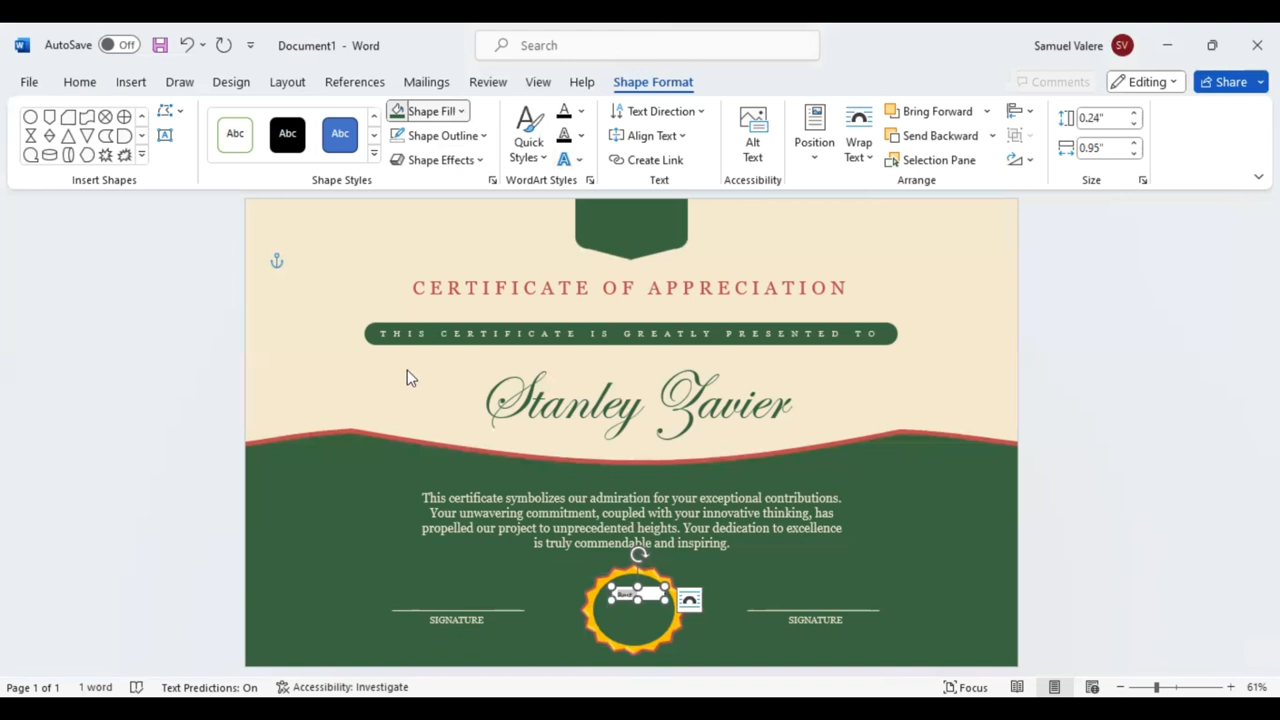 AutoSave Off Document1 - Word Search Samuel Valere SV
File Home Insert Draw Design Layout References Mailings Review View Help Shape Format Comments Editing Share
Abc Abc Abc
Shape Fill
Shape Outline
Shape Effects
Quick Styles
A
A
A
Text Direction
Align Text
Create Link
Alt Text
Position
Wrap Text
Bring Forward
Send Backward
Selection Pane
0.24"
0.95"
Insert Shapes Shape Styles WordArt Styles Text Accessibility Arrange Size
CERTIFICATE OF APPRECIATION
THIS CERTIFICATE IS GREATLY PRESENTED TO
Stanley Zavier
This certificate symbolizes our admiration for your exceptional contributions.
Your unwavering commitment, coupled with your innovative thinking, has
propelled our project to unprecedented heights. Your dedication to excellence
is truly commendable and inspiring.
SIGNATURE SIGNATURE
Page 1 of 1 1 word Text Predictions: On Accessibility: Investigate Focus 61%